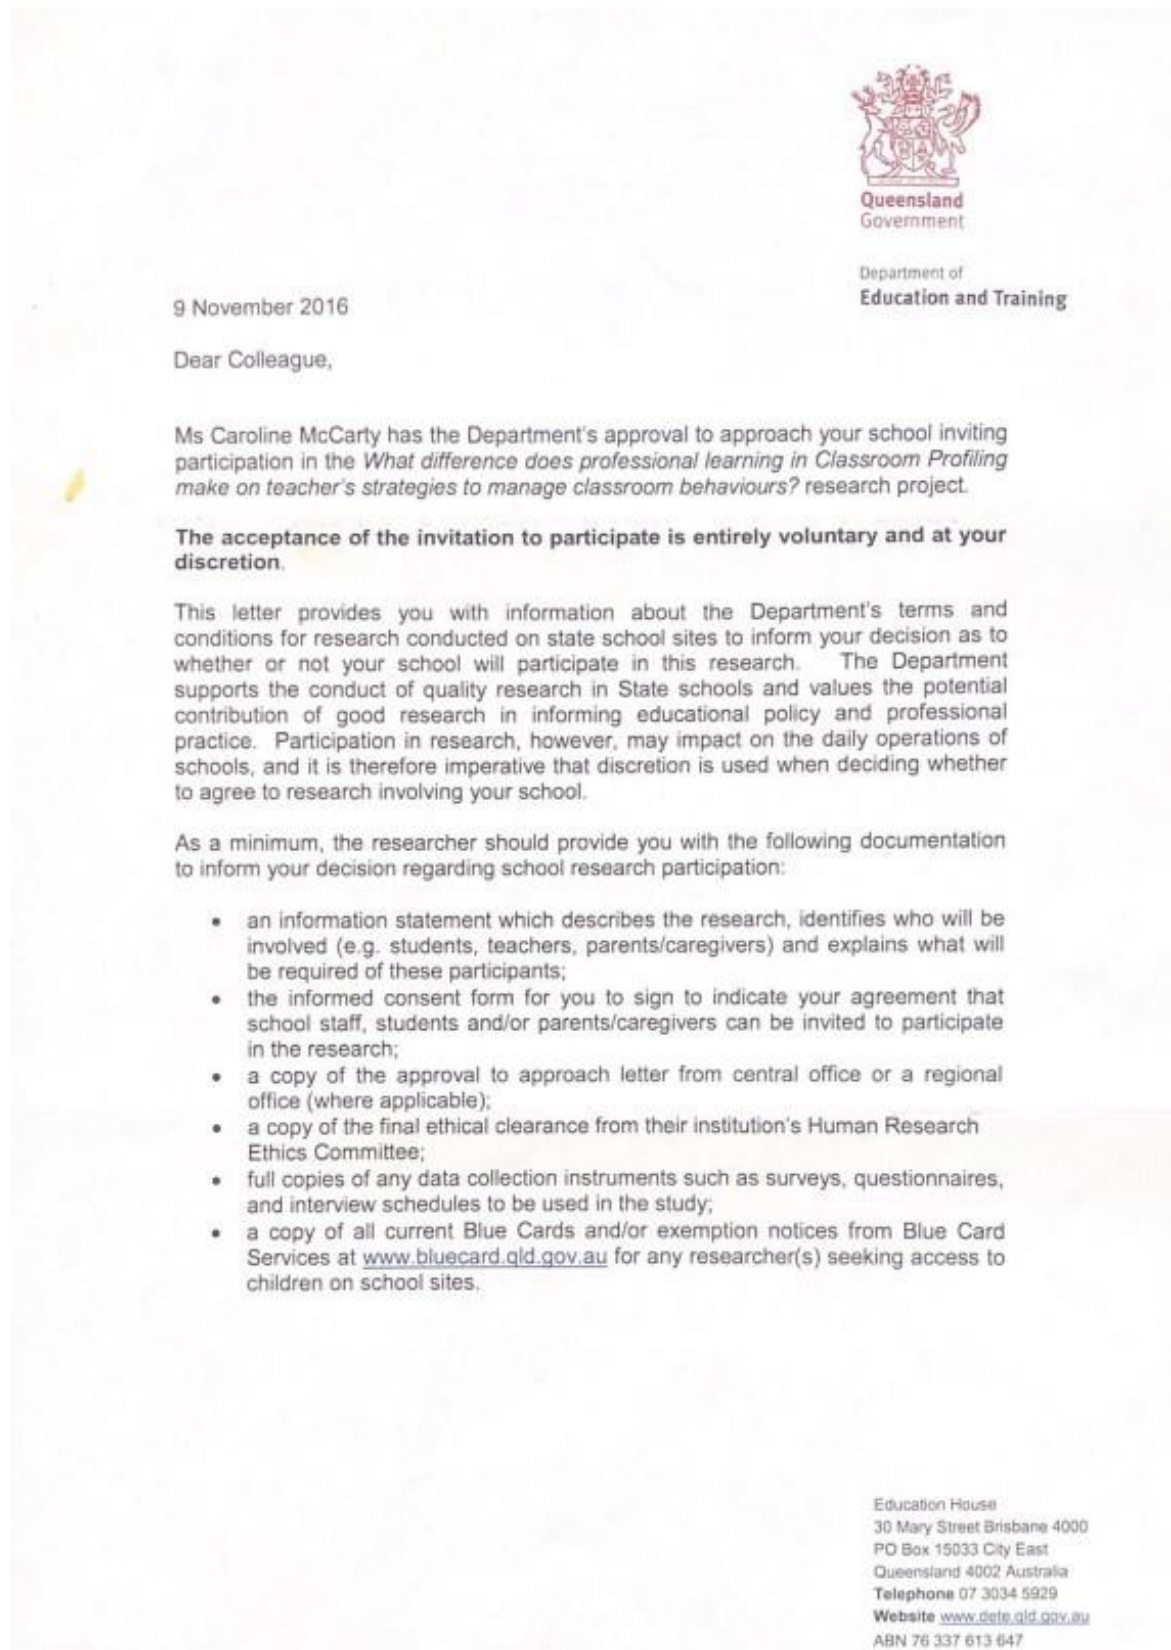 Queensland
Government
Department of
Education and Training
9 November 2016
Dear Colleague,
Ms Caroline McCarty has the Department's approval to approach your school inviting
participation in the What difference does professional learning in Classroom Profiling
make on teacher's strategies to manage classroom behaviours? research project.
The acceptance of the invitation to participate is entirely voluntary and at your
discretion.
This letter provides you with information about the Department's terms and
conditions for research conducted on state school sites to inform your decision as to
whether or not your school will participate in this research. The Department
supports the conduct of quality research in State schools and values the potential
contribution of good research in informing educational policy and professional
practice. Participation in research, however, may impact on the daily operations of
schools, and it is therefore imperative that discretion is used when deciding whether
to agree to research involving your school.
As a minimum, the researcher should provide you with the following documentation
to inform your decision regarding school research participation:
• an information statement which describes the research, identifies who will be
involved (e.g. students, teachers, parents/caregivers) and explains what will
be required of these participants;
• the informed consent form for you to sign to indicate your agreement that
school staff, students and/or parents/caregivers can be invited to participate
in the research;
• a copy of the approval to approach letter from central office or a regional
office (where applicable);
• a copy of the final ethical clearance from their institution's Human Research
Ethics Committee;
• full copies of any data collection instruments such as surveys, questionnaires,
and interview schedules to be used in the study;
• a copy of all current Blue Cards and/or exemption notices from Blue Card
Services at www.bluecard.qld.gov.au for any researcher(s) seeking access to
children on school sites.
Education House
30 Mary Street Brisbane 4000
PO Box 15033 City East
Queensland 4002 Australia
Telephone 07 3034 5929
Website www.dete.qld.gov.au
ABN 76 337 613 647